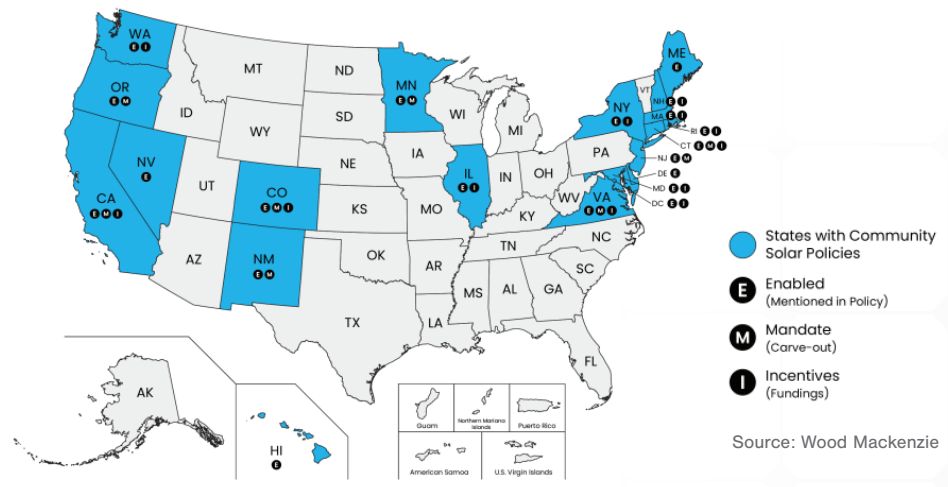 WA
E I
ME
E
MT
ND
OR
E M
MN
E M
VT
NH E I
ID
SD
WI
NY
E I
MA E I
WY
MI
RI E I
CT E M I
IA
PA
NJ E M
NE
NV
E
IL
E I
IN
OH
DE E
UT
CO
E M I
MD E I
WV
VA
E M I
DC E I
CA
E M I
KS
MO
KY
NC
TN
OK
AZ
NM
E M
AR
SC
MS
AL
GA
TX
LA
FL
AK
HI
E
Guam
Northern Mariana
Islands
Puerto Rico
American Samoa
U.S. Virgin Islands
States with Community
Solar Policies
E Enabled
(Mentioned in Policy)
M Mandate
(Carve-out)
I Incentives
(Fundings)
Source: Wood Mackenzie